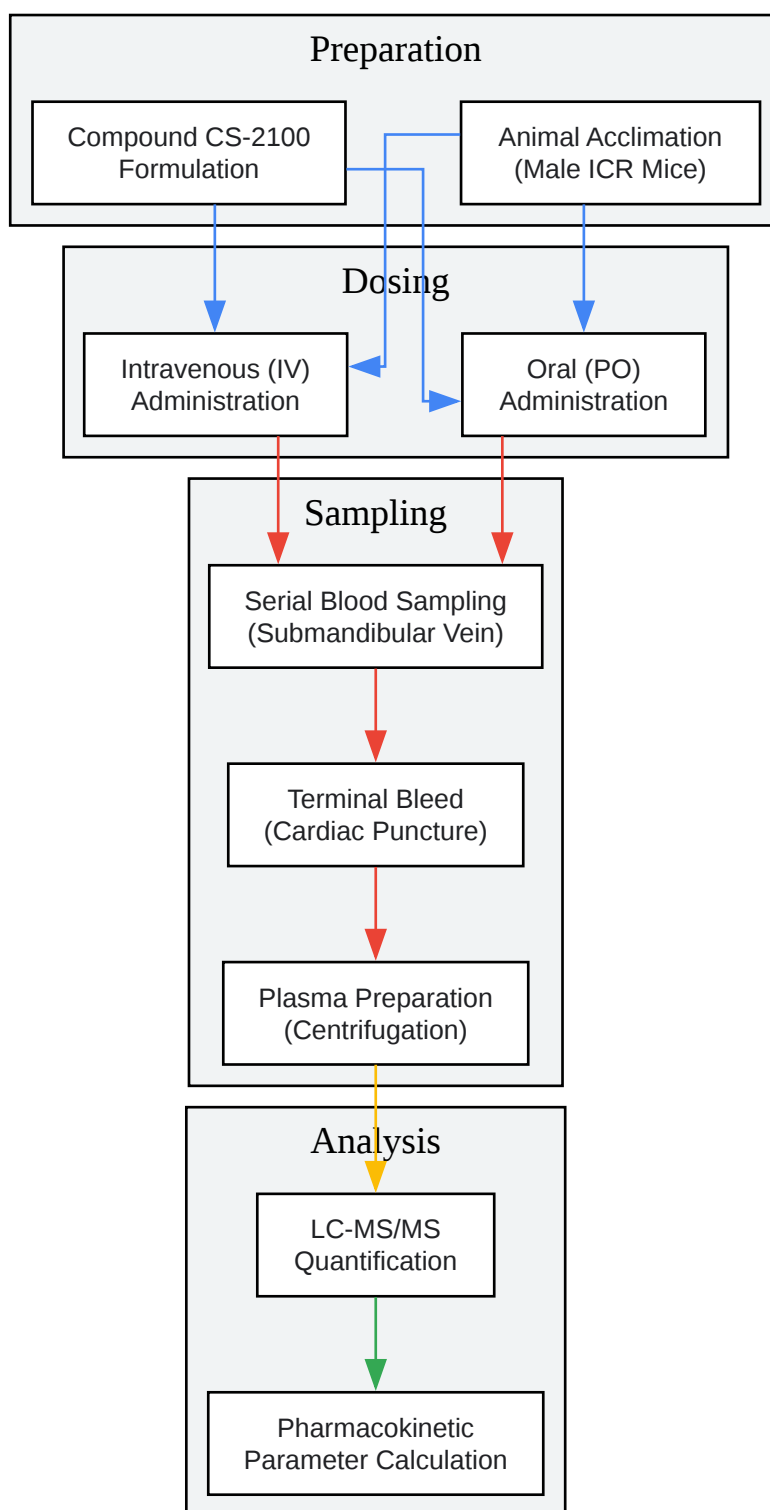 Preparation
Compound CS-2100
Formulation
Animal Acclimation
(Male ICR Mice)
Dosing
Intravenous (IV)
Administration
Oral (PO)
Administration
Sampling
Serial Blood Sampling
(Submandibular Vein)
Terminal Bleed
(Cardiac Puncture)
Plasma Preparation
(Centrifugation)
Analysis
LC-MS/MS
Quantification
Pharmacokinetic
Parameter Calculation